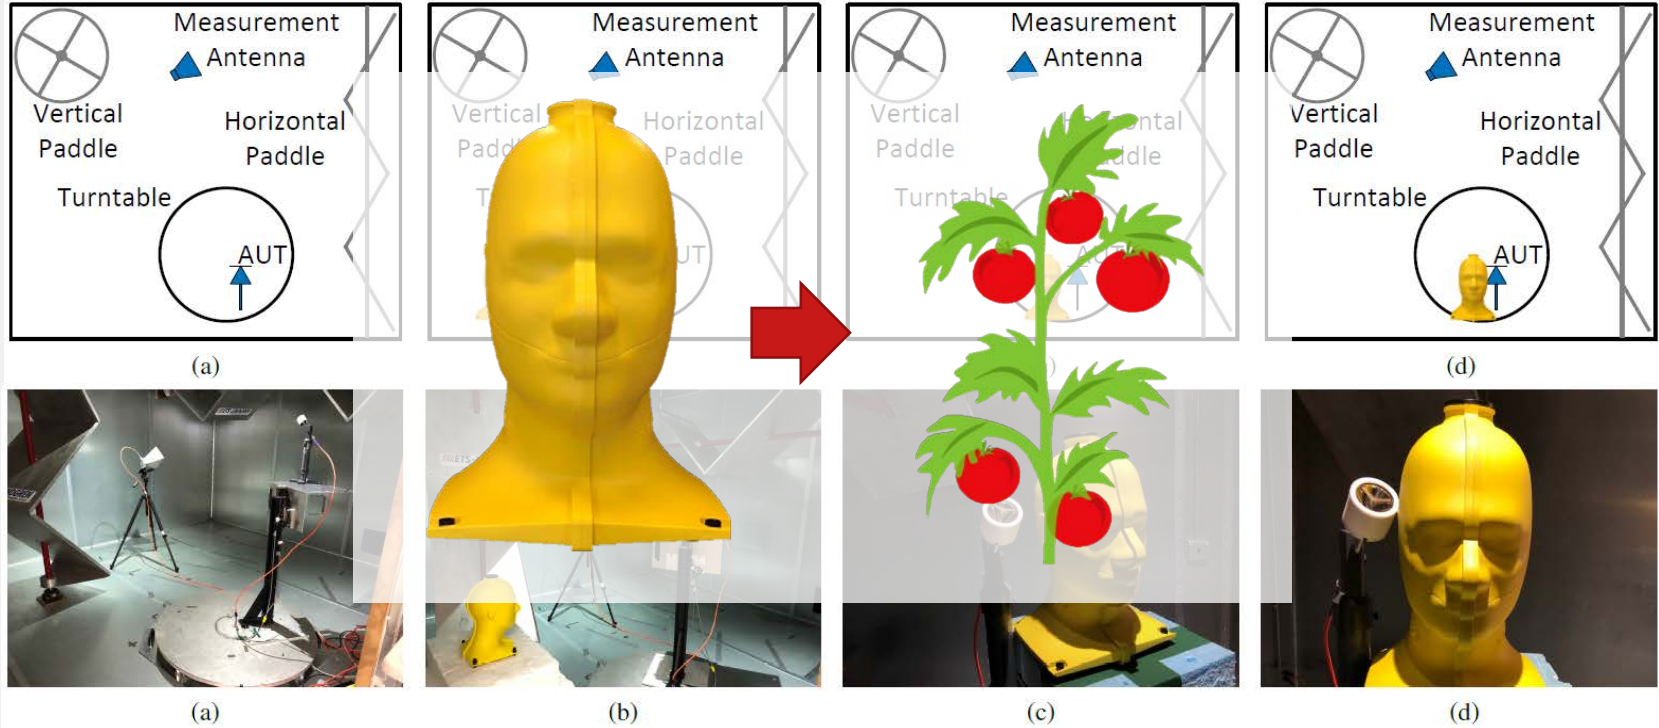 Measurement
Antenna
Vertical
Paddle
Horizontal
Paddle
Turntable
AUT
(a)
Measurement
Antenna
Vertical
Horizontal
Paddle
Measurement
Antenna
Vertical
Paddle
Turntable
Measurement
Antenna
Vertical
Paddle
Horizontal
Paddle
Turntable
AUT
(d)
(a)
(b)
(c)
(d)